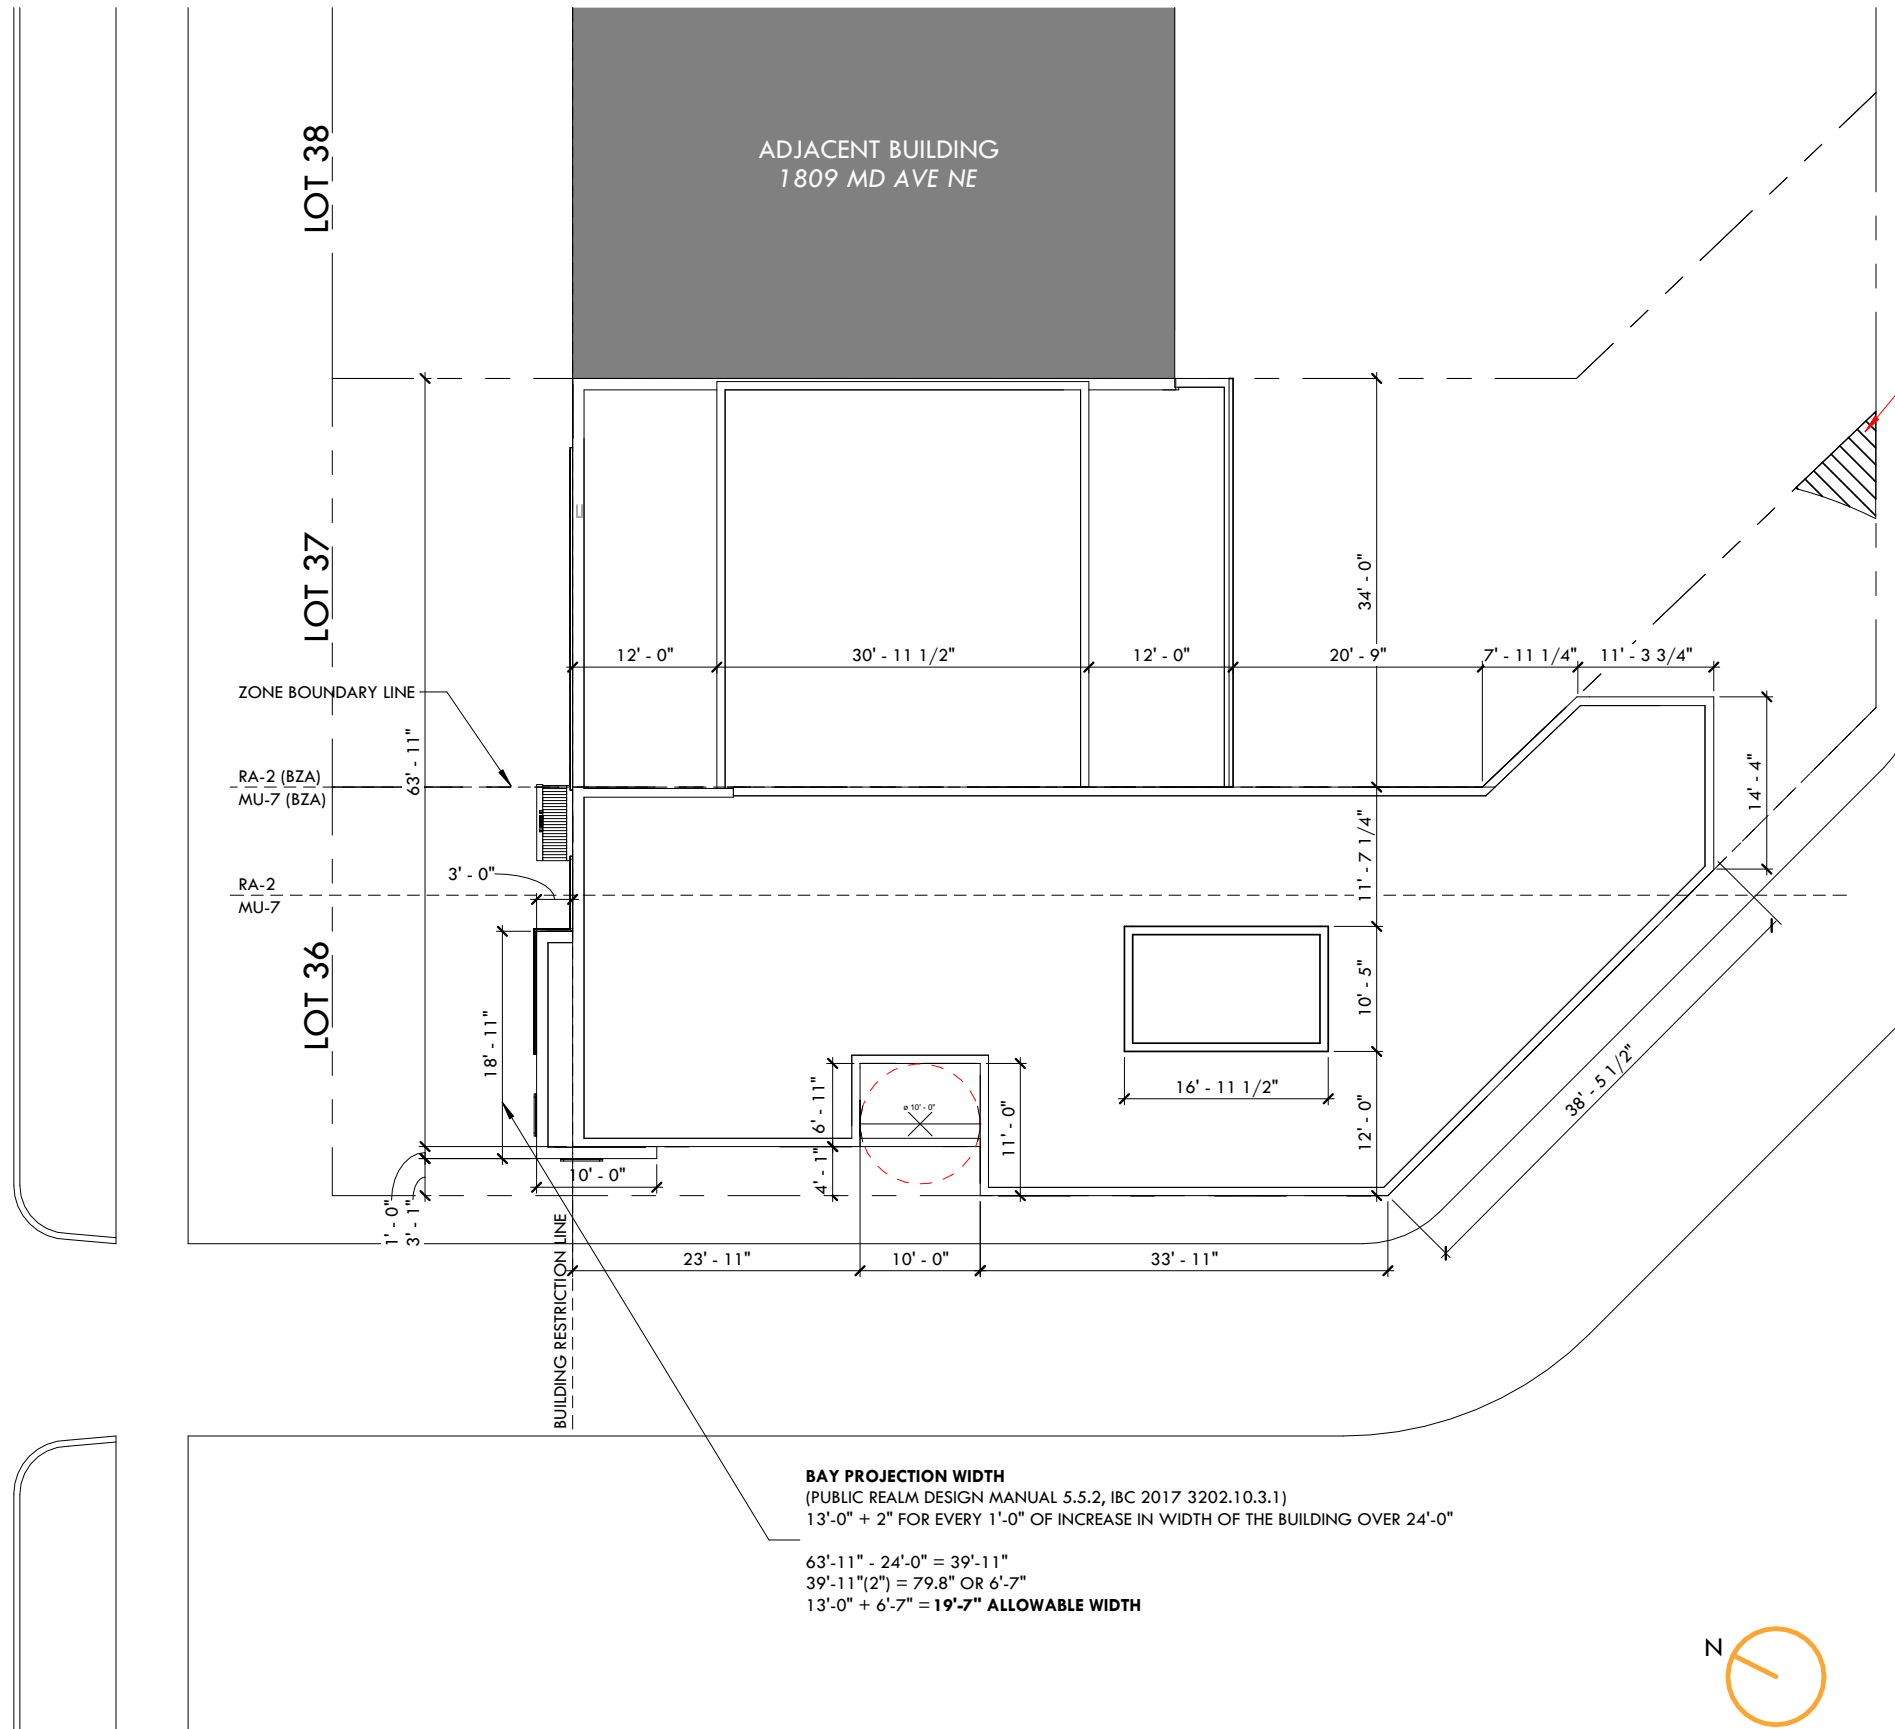 ADJACENT BUILDING
1809 MD AVE NE
LOT 38
LOT 37
34' - 0"
12' - 0"
30' - 11 1/2"
12' - 0"
20' - 9"
7' - 11 1/4"
11' - 3 3/4"
ZONE BOUNDARY LINE
63' - 11"
14' - 4"
RA-2 (BZA)
MU-7 (BZA)
11' - 7 1/4"
3' - 0"
RA-2
MU-7
LOT 36
10' - 5"
18' - 11"
16' - 11 1/2"
38' - 5 1/2"
6' - 11"
ø 10' - 0"
11' - 0"
12' - 0"
4' - 1"
10' - 0"
1' - 0"
3' - 1"
23' - 11"
10' - 0"
33' - 11"
BUILDING RESTRICTION LINE
BAY PROJECTION WIDTH
(PUBLIC REALM DESIGN MANUAL 5.5.2, IBC 2017 3202.10.3.1)
13'-0" + 2" FOR EVERY 1'-0" OF INCREASE IN WIDTH OF THE BUILDING OVER 24'-0"
63'-11" - 24'-0" = 39'-11"
39'-11"(2") = 79.8" OR 6'-7"
13'-0" + 6'-7" = 19'-7" ALLOWABLE WIDTH
N